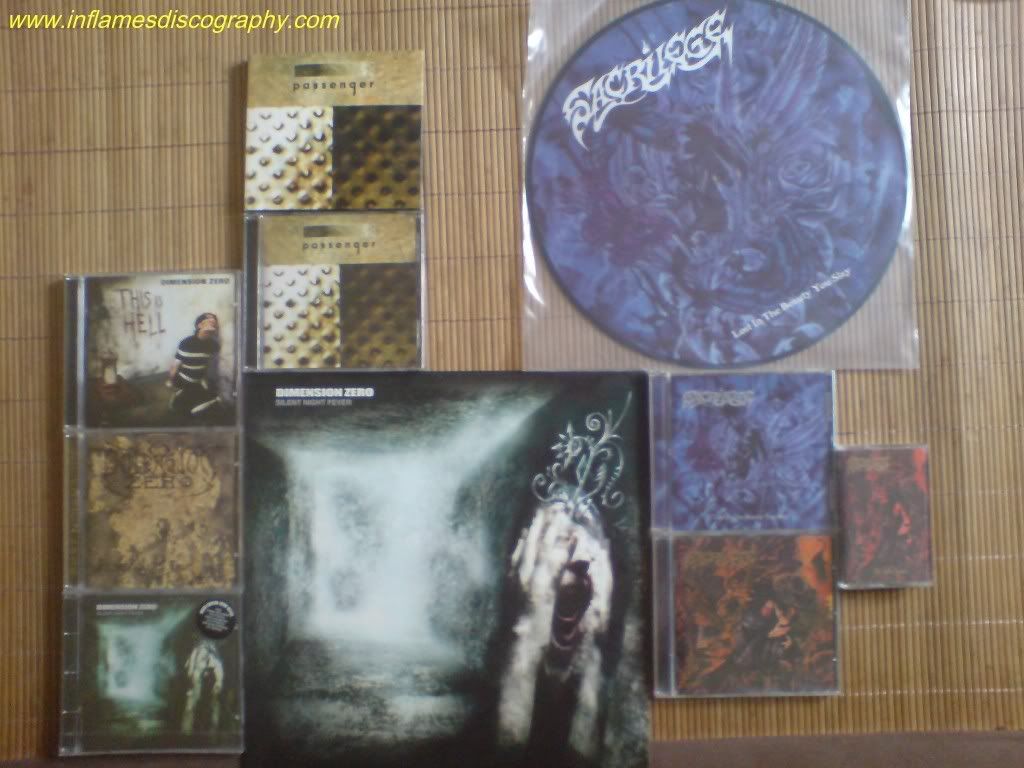 www.inflamesdiscography.com
passenger
SACRILEGE
passenger
Lost In The Beauty You Slay
DIMENSION ZERO
THIS IS
HELL
DIMENSION ZERO
SILENT NIGHT FEVER
DIMENSION
ZERO
DIMENSION ZERO